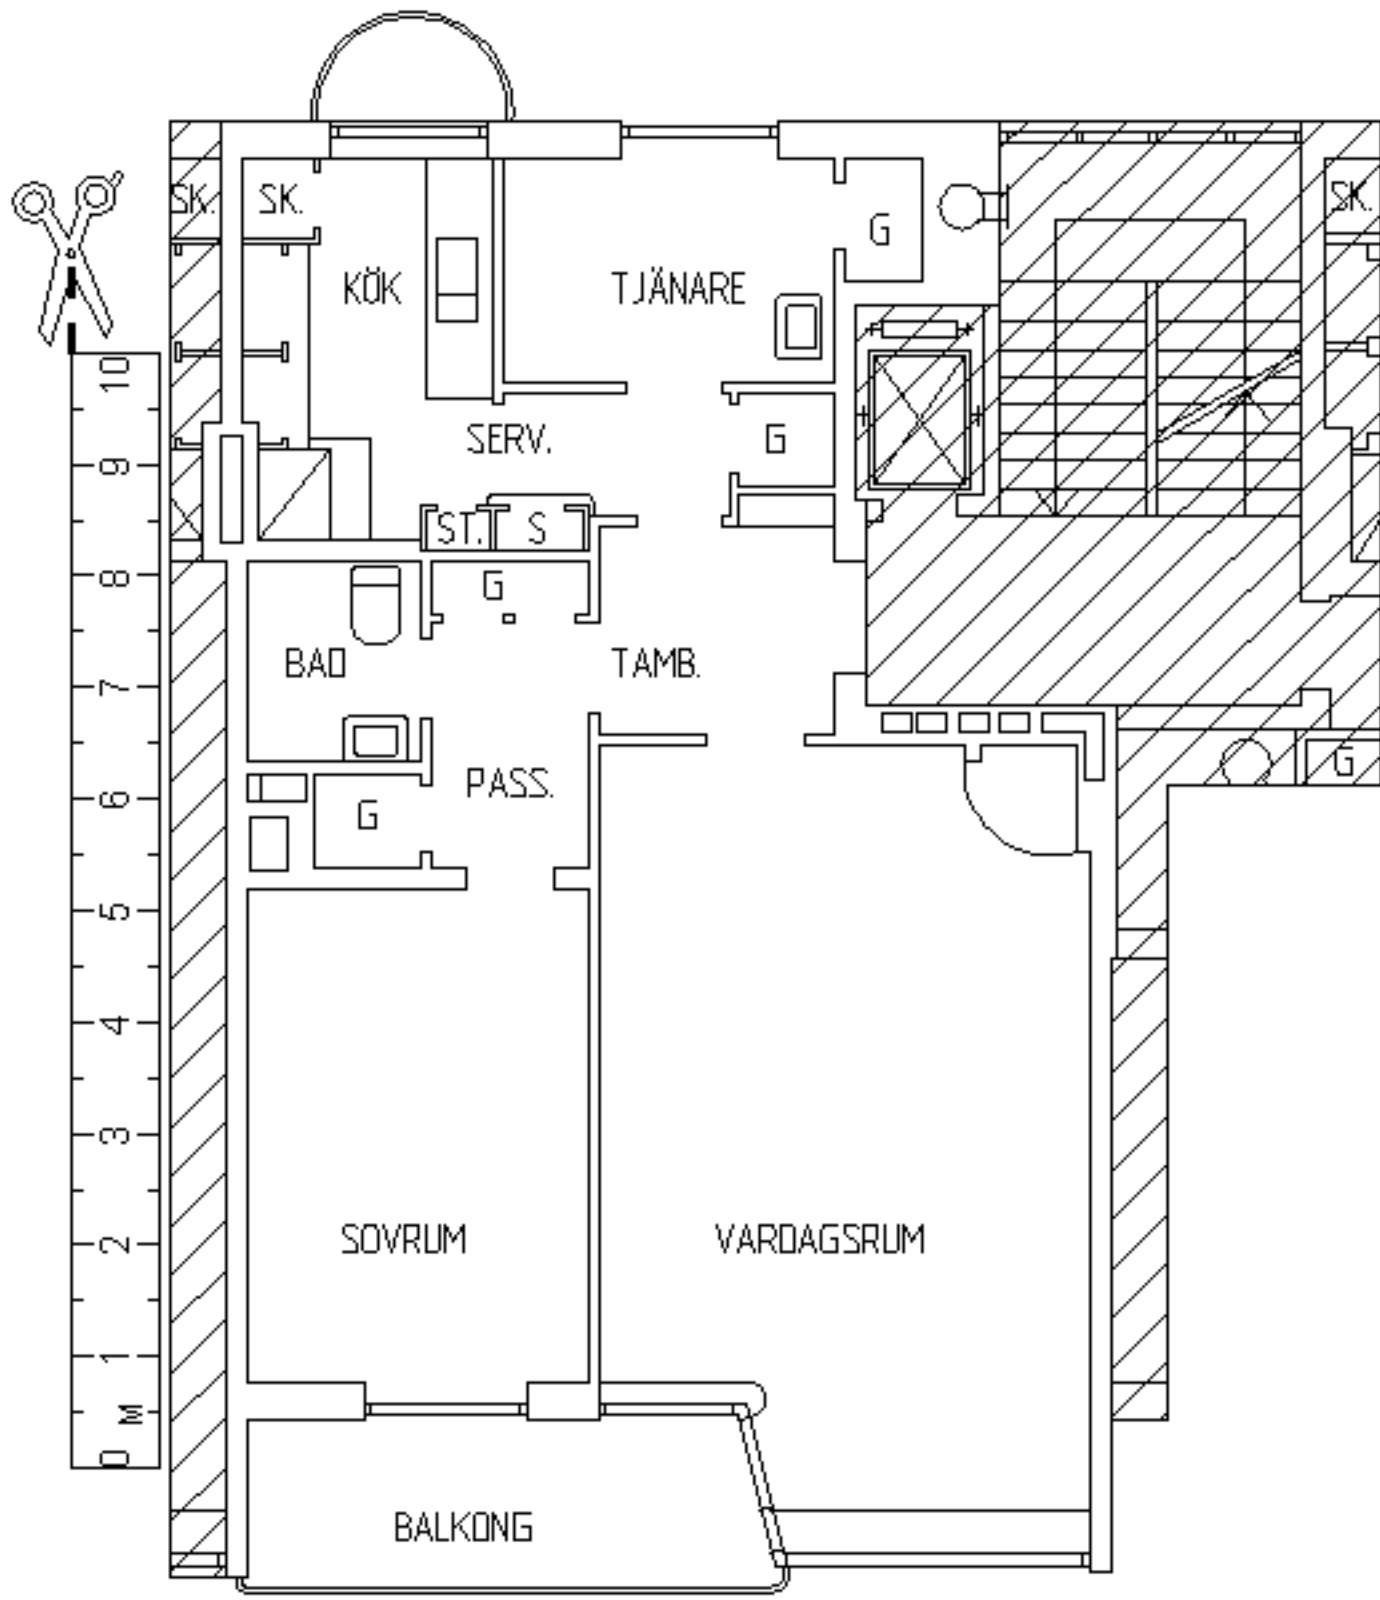 SK.
SK.
SK.
G
KÖK
TJÄNARE
10
SERV.
G
9
ST.
S
8
G
BAD
TAMB.
7
G
PASS.
6
G
5
4
3
SOVRUM
VARDAGSRUM
2
1
M
0
BALKONG